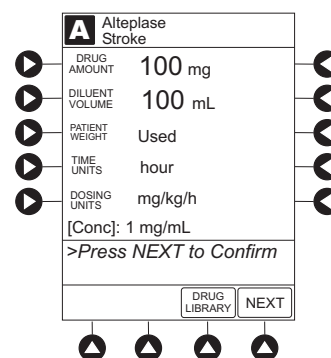 A Alteplase
Stroke
DRUG
AMOUNT 100 mg
DILUENT
VOLUME 100 mL
PATIENT
WEIGHT Used
TIME
UNITS hour
DOSING
UNITS mg/kg/h
[Conc]: 1 mg/mL
>Press NEXT to Confirm
DRUG
LIBRARY NEXT